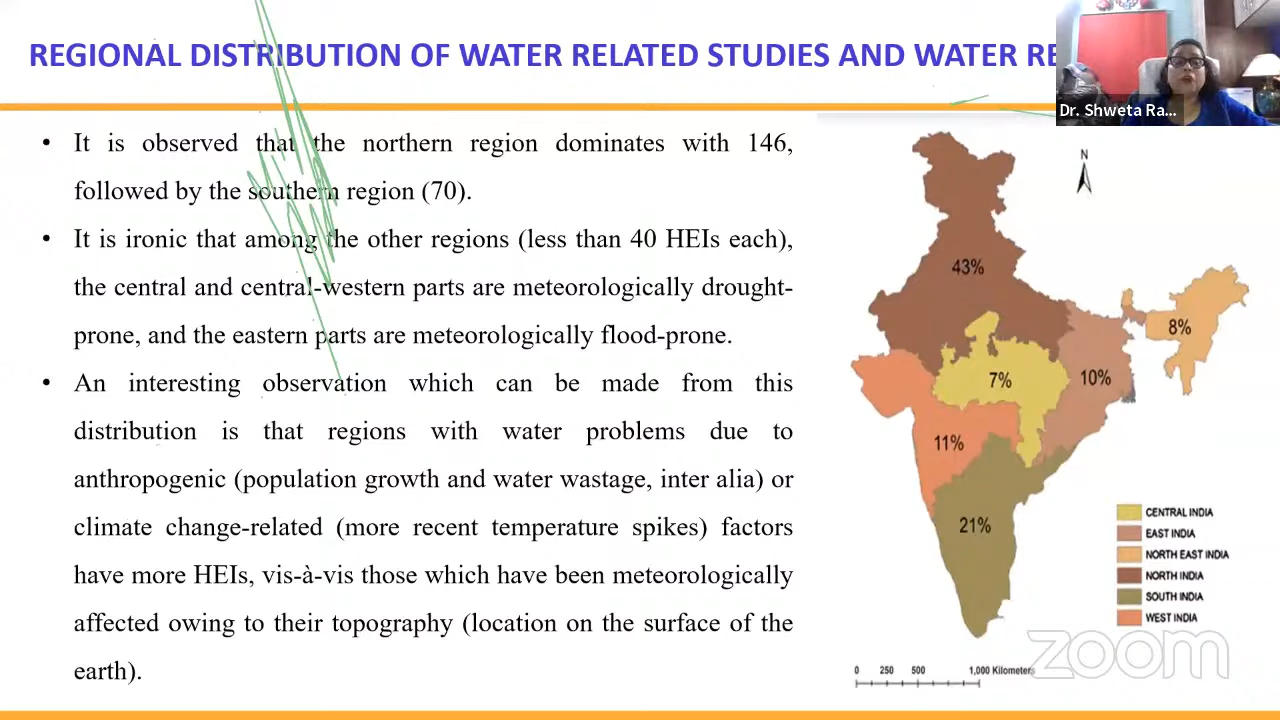 REGIONAL DISTRIBUTION OF WATER RELATED STUDIES AND WATER RE
Dr. Shweta Ra...
• It is observed that the northern region dominates with 146,
followed by the southern region (70).
• It is ironic that among the other regions (less than 40 HEIs each),
the central and central-western parts are meteorologically drought-
prone, and the eastern parts are meteorologically flood-prone.
• An interesting observation which can be made from this
distribution is that regions with water problems due to
anthropogenic (population growth and water wastage, inter alia) or
climate change-related (more recent temperature spikes) factors
have more HEIs, vis-à-vis those which have been meteorologically
affected owing to their topography (location on the surface of the
earth).
N
43%
8%
7%
10%
11%
21%
CENTRAL INDIA
EAST INDIA
NORTH EAST INDIA
NORTH INDIA
SOUTH INDIA
WEST INDIA
0 250 500 1,000 Kilometers
zoom